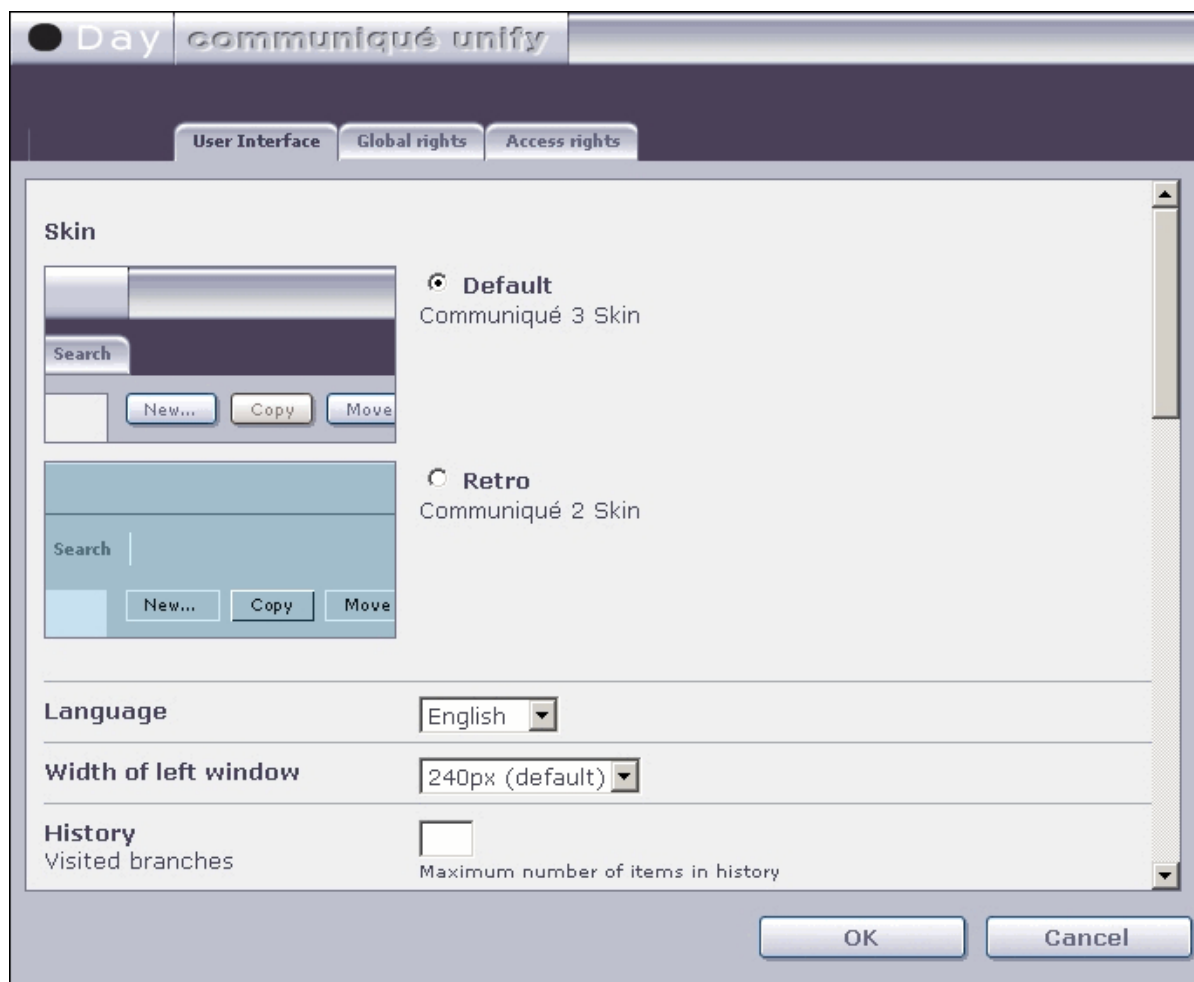 Day communiqué unify
User Interface Global rights Access rights
Skin
Default
Communiqué 3 Skin
Search
New... Copy Move
Retro
Communiqué 2 Skin
Search
New... Copy Move
Language English
Width of left window 240px (default)
History
Visited branches
Maximum number of items in history
OK Cancel